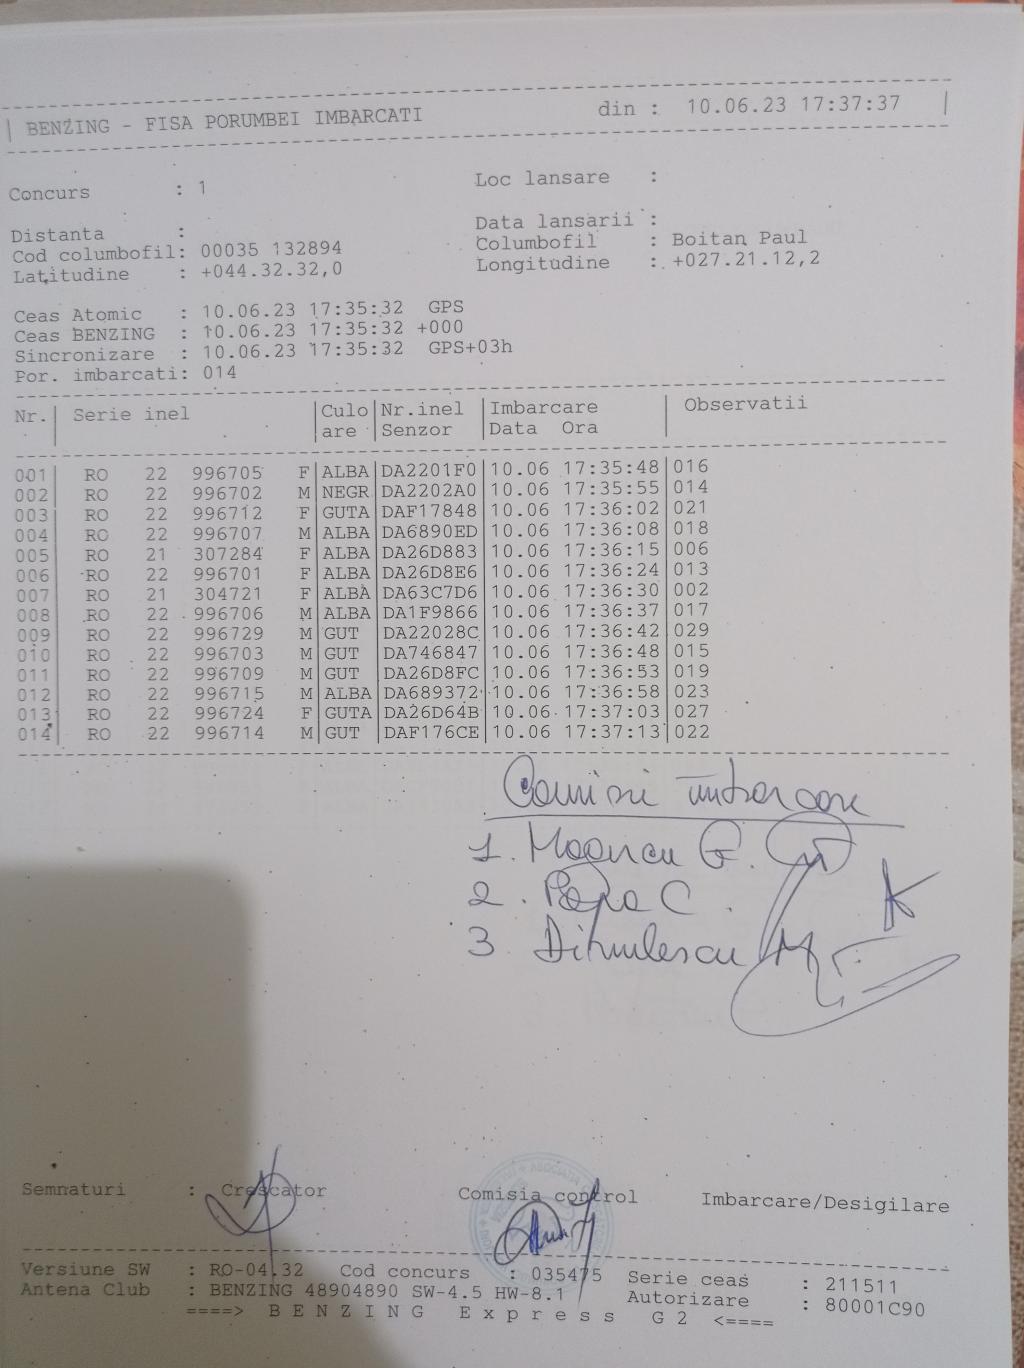 BENZING - FISA PORUMBEI IMBARCATI din : 10.06.23 17:37:37
Concurs : 1 Loc lansare :
Distanta : Data lansarii :
Cod columbofil: 00035 132894 Columbofil : Boitan Paul
Latitudine : +044.32.32,0 Longitudine : +027.21.12,2
Ceas Atomic : 10.06.23 17:35:32 GPS
Ceas BENZING : 10.06.23 17:35:32 +000
Sincronizare : 10.06.23 17:35:32 GPS+03h
Por. imbarcati: 014
Nr.| Serie inel |Culo|Nr.inel |Imbarcare | Observatii
|are |Senzor |Data Ora |
001| RO 22 996705 F|ALBA|DA2201F0|10.06 17:35:48|016
002| RO 22 996702 M|NEGR|DA2202A0|10.06 17:35:55|014
003| RO 22 996712 F|GUTA|DAF17848|10.06 17:36:02|021
004| RO 22 996707 M|ALBA|DA6890ED|10.06 17:36:08|018
005| RO 21 307284 F|ALBA|DA26D883|10.06 17:36:15|006
006| RO 22 996701 F|ALBA|DA26D8E6|10.06 17:36:24|013
007| RO 21 304721 F|ALBA|DA63C7D6|10.06 17:36:30|002
008| RO 22 996706 M|ALBA|DA1F9866|10.06 17:36:37|017
009| RO 22 996729 M|GUT |DA22028C|10.06 17:36:42|029
010| RO 22 996703 M|GUT |DA746847|10.06 17:36:48|015
011| RO 22 996709 M|GUT |DA26D8FC|10.06 17:36:53|019
012| RO 22 996715 M|ALBA|DA689372|10.06 17:36:58|023
013| RO 22 996724 F|GUTA|DA26D64B|10.06 17:37:03|027
014| RO 22 996714 M|GUT |DAF176CE|10.06 17:37:13|022
Comisie imbarcare
1. G.
2. Popa C.
3 Dimulescu M
Semnaturi : Crescator Comisia control Imbarcare/Desigilare
Versiune SW : RO-04.32 Cod concurs : 035475 Serie ceas : 211511
Antena Club : BENZING 48904890 SW-4.5 HW-8.1 Autorizare : 80001C90
====> B E N Z I N G E x p r e s s G 2 <====